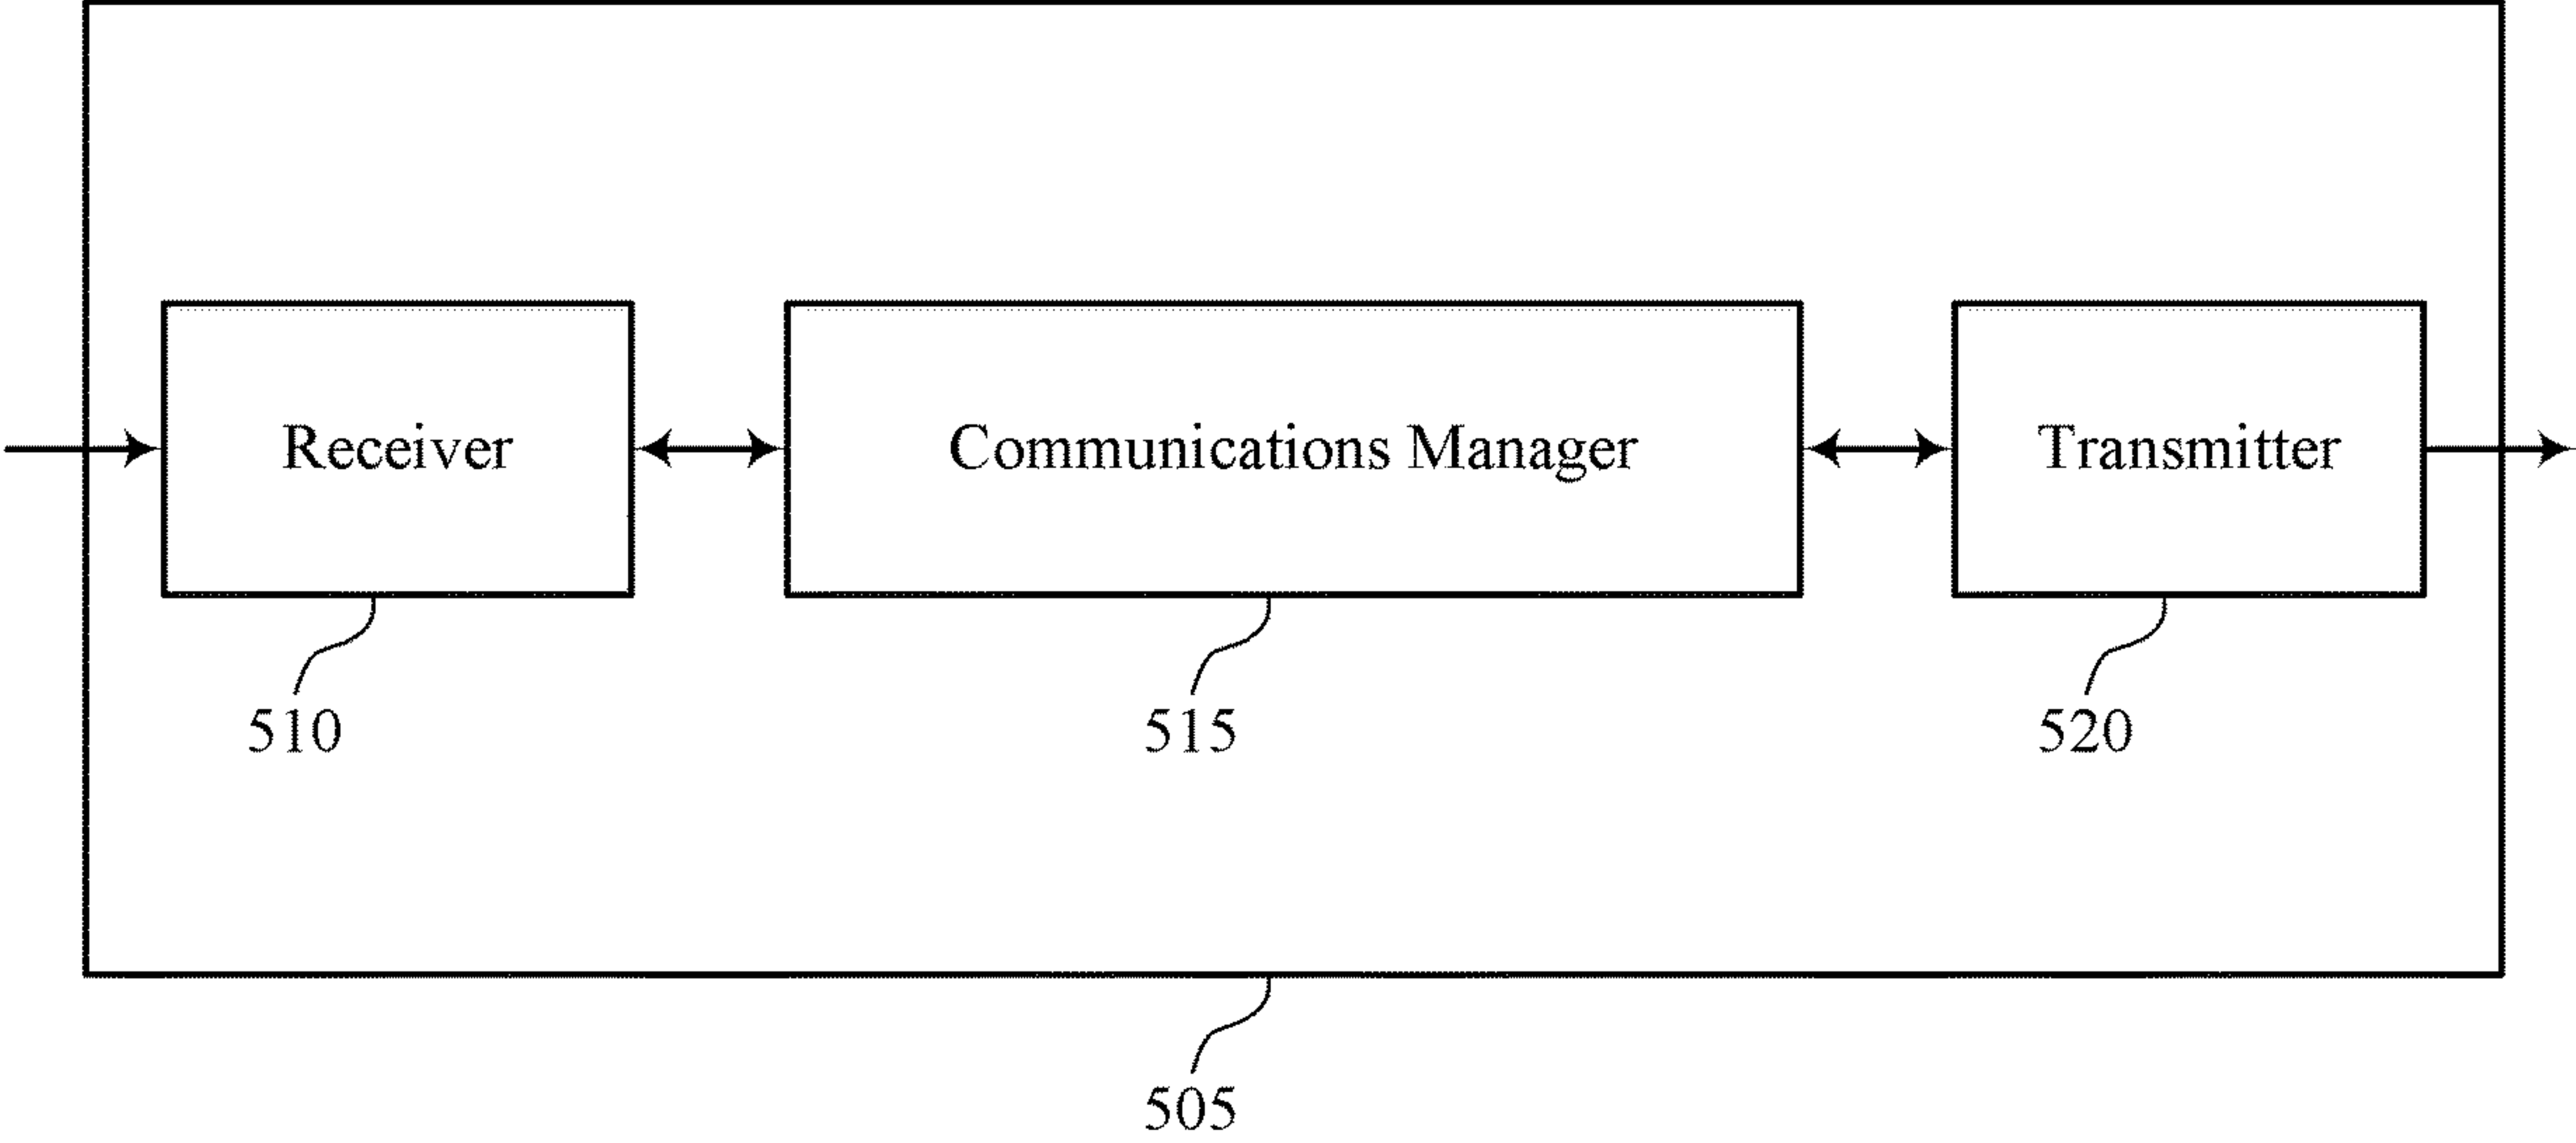 Receiver
Communications Manager
Transmitter
510
515
520
505